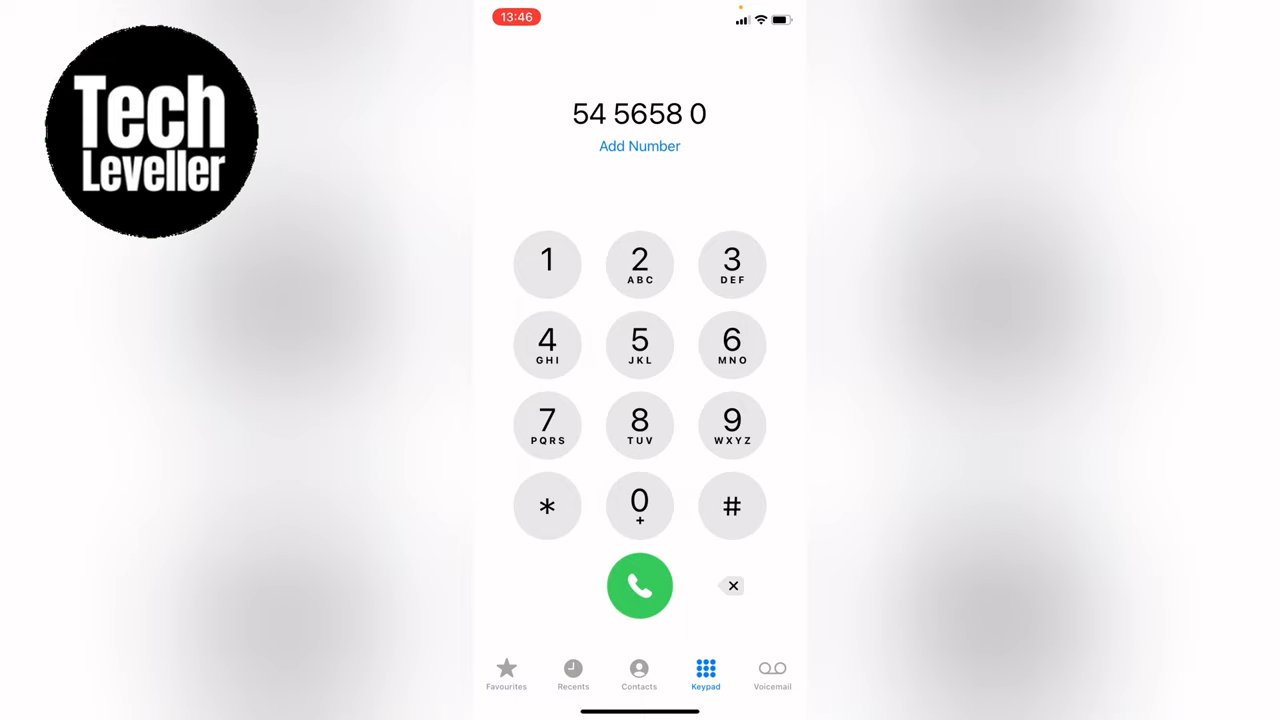 Tech
Leveller
13:46
54 5658 0
Add Number
1
2
ABC
3
DEF
4
GHI
5
JKL
6
MNO
7
PQRS
8
TUV
9
WXYZ
*
0
+
#
Favourites
Recents
Contacts
Keypad
Voicemail